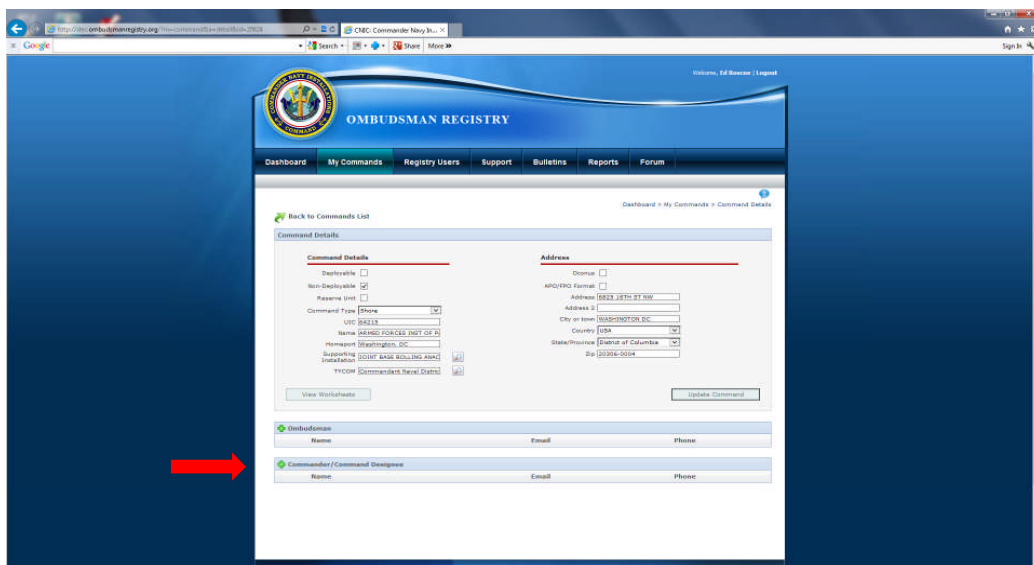 CNIC: Commander Navy In...
Google
Search
Share
More »
Sign In
Welcome, Ed Roscoe | Logout
OMBUDSMAN REGISTRY
Dashboard My Commands Registry Users Support Bulletins Reports Forum
Dashboard > My Commands > Command Details
Back to Commands List
Command Details
Command Details
Address
Deployable
Oconus
Non-Deployable
APO/FPO Format
Reserve Unit
Address 6825 16TH ST NW
Command Type Shore
Address 2
UIC 64215
City or town WASHINGTON DC
Name ARMED FORCES INST OF P
Country USA
Homeport Washington, DC
State/Province District of Columbia
Supporting Installation JOINT BASE BOLLING ANAC
Zip 20306-0004
TYCOM Commandant Naval Distric
View Worksheets
Update Command
Ombudsman
Name Email Phone
Commander/Command Designee
Name Email Phone